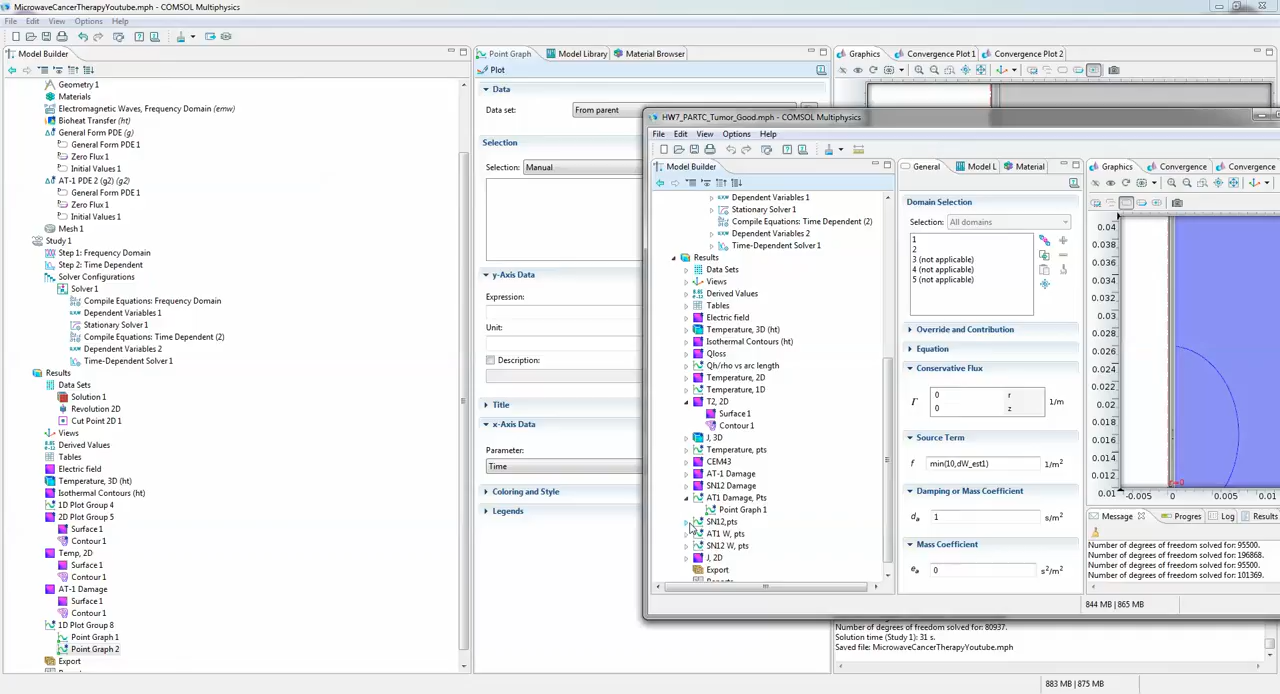 MicrowaveCancerTherapyYoutube.mph - COMSOL Multiphysics
File Edit View Options Help
Model Builder
Geometry 1
Materials
Electromagnetic Waves, Frequency Domain (emw)
Bioheat Transfer (ht)
General Form PDE (g)
General Form PDE 1
Zero Flux 1
Initial Values 1
AT-1 PDE 2 (g2) (g2)
General Form PDE 1
Zero Flux 1
Initial Values 1
Mesh 1
Study 1
Step 1: Frequency Domain
Step 2: Time Dependent
Solver Configurations
Solver 1
Compile Equations: Frequency Domain
Dependent Variables 1
Stationary Solver 1
Compile Equations: Time Dependent (2)
Dependent Variables 2
Time-Dependent Solver 1
Results
Data Sets
Solution 1
Revolution 2D
Cut Point 2D 1
Views
Derived Values
Tables
Electric field
Temperature, 3D (ht)
Isothermal Contours (ht)
1D Plot Group 4
2D Plot Group 5
Surface 1
Contour 1
Temp, 2D
Surface 1
Contour 1
AT-1 Damage
Surface 1
Contour 1
1D Plot Group 8
Point Graph 1
Point Graph 2
Export
Point Graph Model Library Material Browser
Plot
Data
Data set: From parent
Selection
Selection: Manual
y-Axis Data
Expression:
Unit:
Description:
Title
x-Axis Data
Parameter:
Time
Coloring and Style
Legends
Graphics Convergence Plot 1 Convergence Plot 2
HW7_PARTC_Tumor_Good.mph - COMSOL Multiphysics
File Edit View Options Help
Model Builder
Dependent Variables 1
Stationary Solver 1
Compile Equations: Time Dependent (2)
Dependent Variables 2
Time-Dependent Solver 1
Results
Data Sets
Views
Derived Values
Tables
Electric field
Temperature, 3D (ht)
Isothermal Contours (ht)
Qloss
Qh/rho vs arc length
Temperature, 2D
Temperature, 1D
T2, 2D
Surface 1
Contour 1
J, 3D
Temperature, pts
CEM43
AT-1 Damage
SN12 Damage
AT1 Damage, Pts
Point Graph 1
SN12,pts
AT1 W, pts
SN12 W, pts
J, 2D
Export
General Model L Material
Domain Selection
Selection: All domains
1
2
3 (not applicable)
4 (not applicable)
5 (not applicable)
Override and Contribution
Equation
Conservative Flux
Γ 0 r 1/m
0 z
Source Term
f min(10,dW_est1) 1/m²
Damping or Mass Coefficient
da 1 s/m²
Mass Coefficient
ea 0 s²/m²
Graphics Convergence Convergence
0.04
0.038
0.036
0.034
0.032
0.03
0.028
0.026
0.024
0.022
0.02
0.018
0.016
0.014
0.012
0.01
-0.005 0 0.005 0.01
r=0
Message Progres Log Results
Number of degrees of freedom solved for: 95500.
Number of degrees of freedom solved for: 196868.
Number of degrees of freedom solved for: 95500.
Number of degrees of freedom solved for: 101369.
844 MB | 865 MB
Number of degrees of freedom solved for: 80937.
Solution time (Study 1): 31 s.
Saved file: MicrowaveCancerTherapyYoutube.mph
883 MB | 875 MB